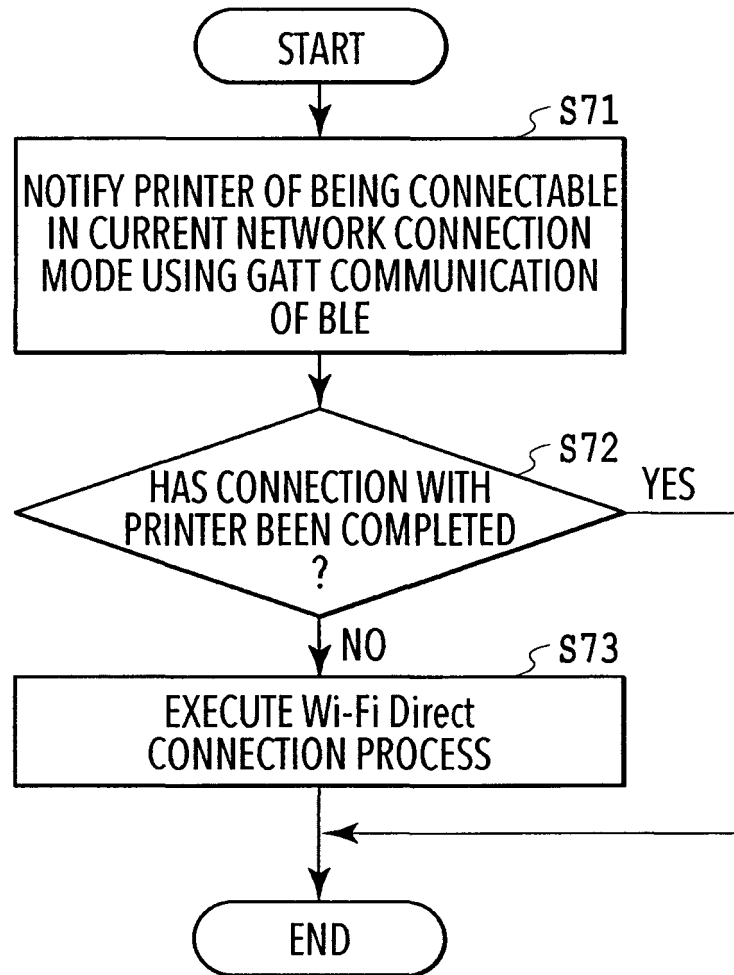 START
S71
NOTIFY PRINTER OF BEING CONNECTABLE
IN CURRENT NETWORK CONNECTION
MODE USING GATT COMMUNICATION
OF BLE
S72
HAS CONNECTION WITH
PRINTER BEEN COMPLETED
?
YES
NO
S73
EXECUTE Wi-Fi Direct
CONNECTION PROCESS
END